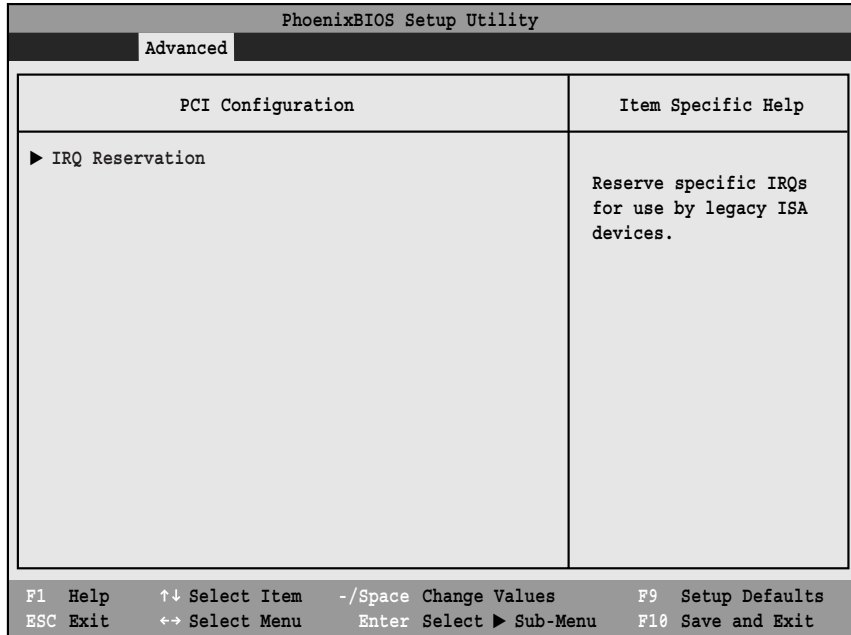 PhoenixBIOS Setup Utility
Advanced
PCI Configuration
Item Specific Help
▶ IRQ Reservation
Reserve specific IRQs
for use by legacy ISA
devices.
F1 Help ↑↓ Select Item -/Space Change Values F9 Setup Defaults
ESC Exit ←→ Select Menu Enter Select ▶ Sub-Menu F10 Save and Exit